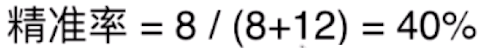 精准率 = 8 / (8+12) = 40%